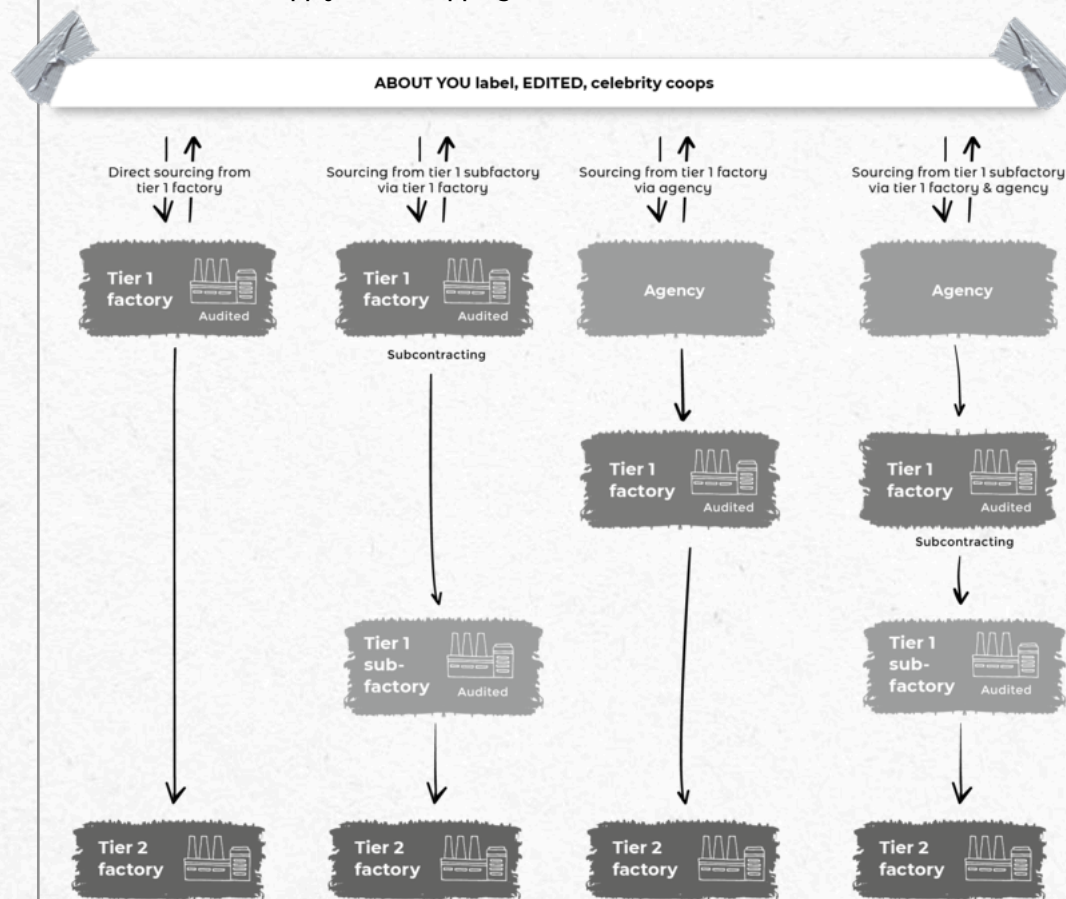 ABOUT YOU label, EDITED, celebrity coops
Direct sourcing from
tier 1 factory
Sourcing from tier 1 subfactory
via tier 1 factory
Sourcing from tier 1 factory
via agency
Sourcing from tier 1 subfactory
via tier 1 factory & agency
Tier 1
factory
Audited
Tier 1
factory
Audited
Agency
Agency
Subcontracting
Tier 1
factory
Audited
Tier 1
factory
Audited
Subcontracting
Tier 1
sub-
factory
Audited
Tier 1
sub-
factory
Audited
Tier 2
factory
Tier 2
factory
Tier 2
factory
Tier 2
factory